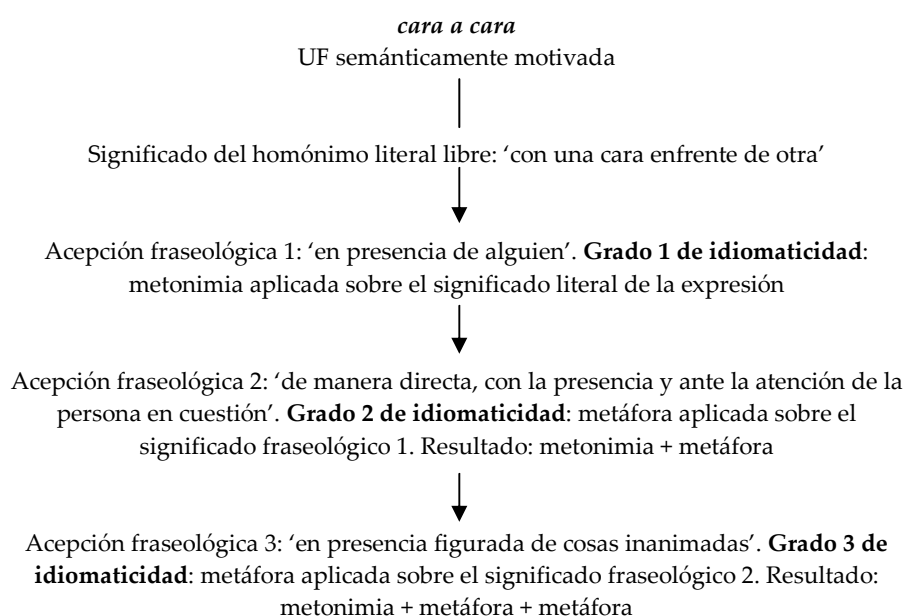 cara a cara
UF semánticamente motivada
Significado del homónimo literal libre: ‘con una cara enfrente de otra’
Acepción fraseológica 1: ‘en presencia de alguien’. Grado 1 de idiomaticidad:
metonimia aplicada sobre el significado literal de la expresión
Acepción fraseológica 2: ‘de manera directa, con la presencia y ante la atención de la
persona en cuestión’. Grado 2 de idiomaticidad: metáfora aplicada sobre el
significado fraseológico 1. Resultado: metonimia + metáfora
Acepción fraseológica 3: ‘en presencia figurada de cosas inanimadas’. Grado 3 de
idiomaticidad: metáfora aplicada sobre el significado fraseológico 2. Resultado:
metonimia + metáfora + metáfora